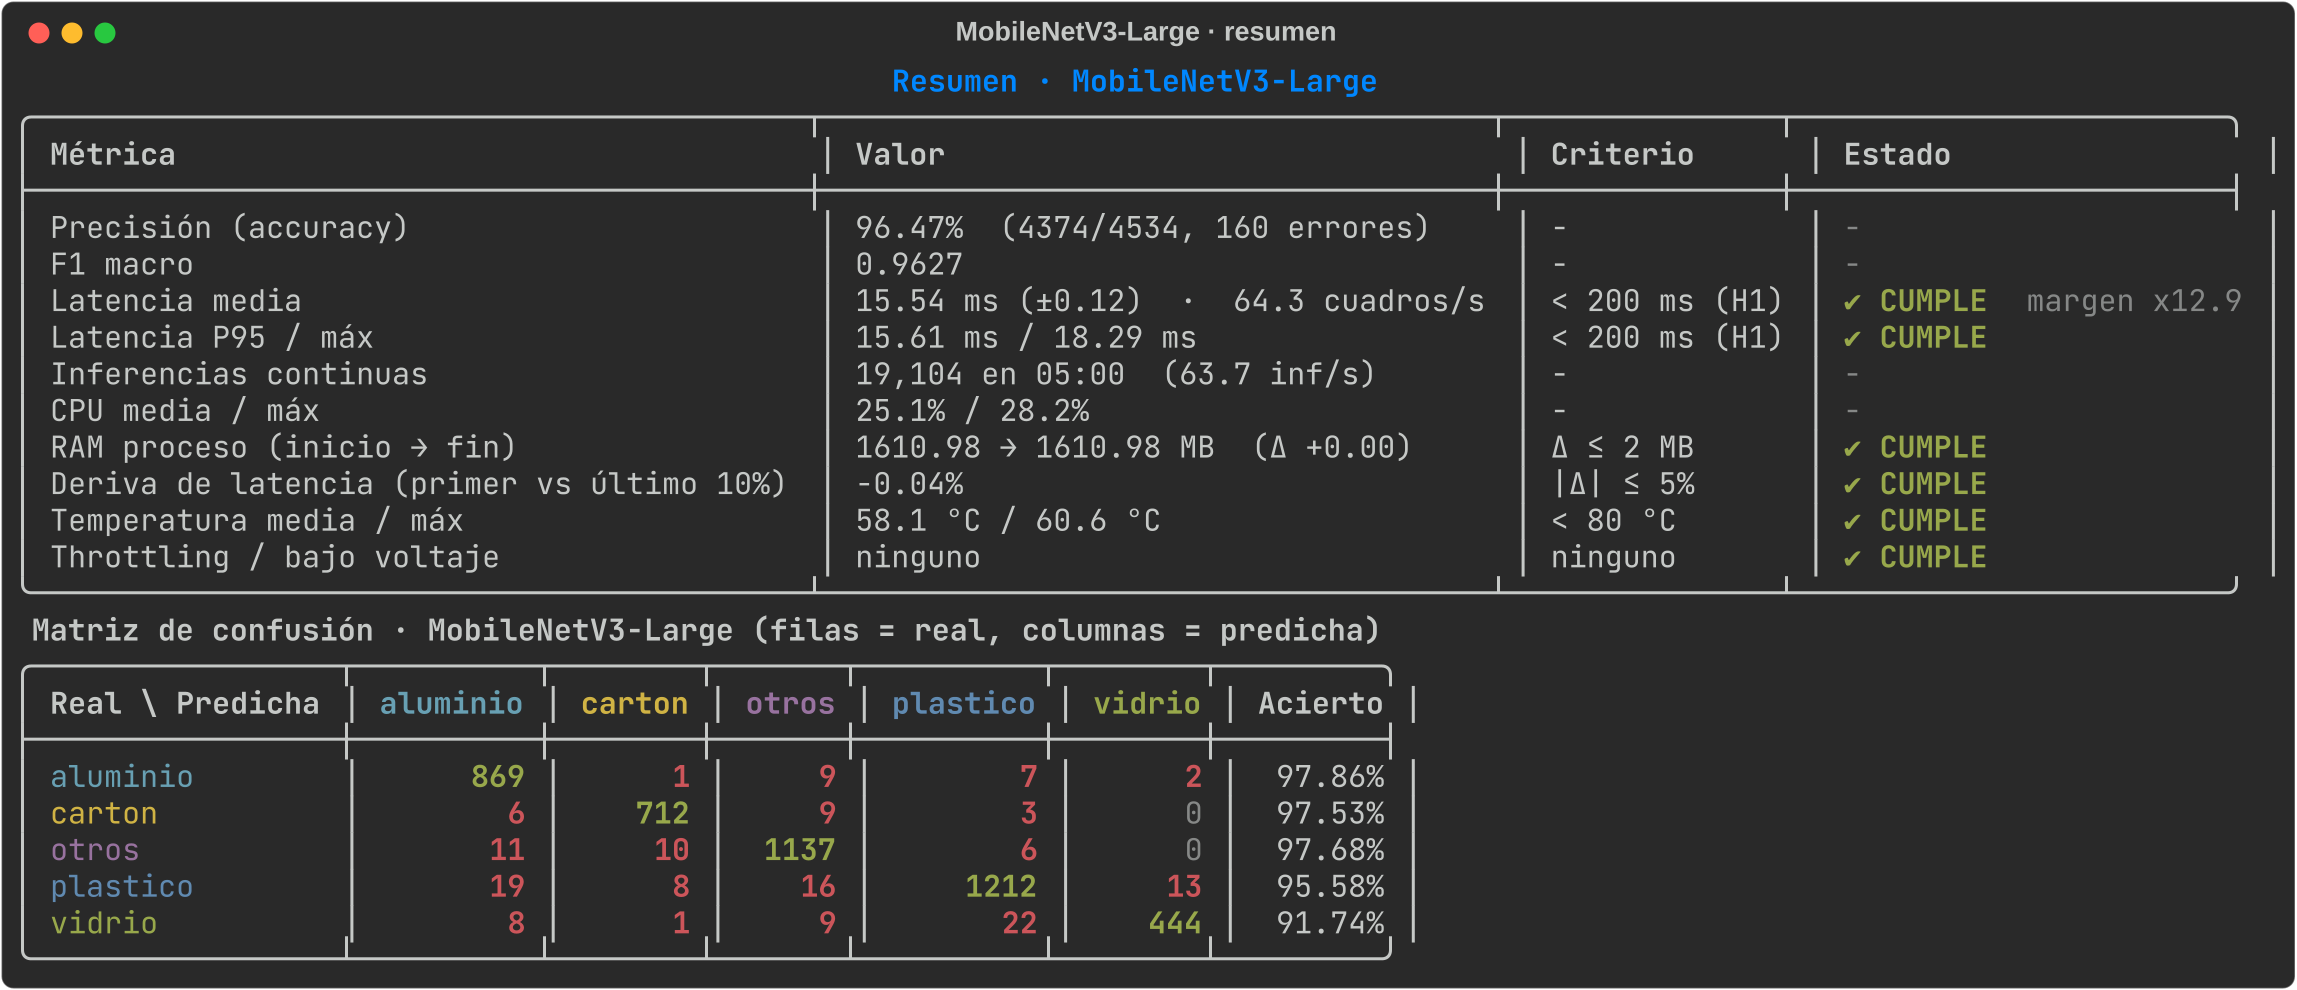 MobileNetV3-Large · resumen
Resumen · MobileNetV3-Large
Métrica | Valor | Criterio | Estado
Precisión (accuracy) | 96.47% (4374/4534, 160 errores) | - | -
F1 macro | 0.9627 | - | -
Latencia media | 15.54 ms (±0.12) · 64.3 cuadros/s | < 200 ms (H1) | ✔ CUMPLE margen x12.9
Latencia P95 / máx | 15.61 ms / 18.29 ms | < 200 ms (H1) | ✔ CUMPLE
Inferencias continuas | 19,104 en 05:00 (63.7 inf/s) | - | -
CPU media / máx | 25.1% / 28.2% | - | -
RAM proceso (inicio → fin) | 1610.98 → 1610.98 MB (Δ +0.00) | Δ ≤ 2 MB | ✔ CUMPLE
Deriva de latencia (primer vs último 10%) | -0.04% | |Δ| ≤ 5% | ✔ CUMPLE
Temperatura media / máx | 58.1 °C / 60.6 °C | < 80 °C | ✔ CUMPLE
Throttling / bajo voltaje | ninguno | ninguno | ✔ CUMPLE
Matriz de confusión · MobileNetV3-Large (filas = real, columnas = predicha)
Real \ Predicha | aluminio | carton | otros | plastico | vidrio | Acierto
aluminio | 869 | 1 | 9 | 7 | 2 | 97.86%
carton | 6 | 712 | 9 | 3 | 0 | 97.53%
otros | 11 | 10 | 1137 | 6 | 0 | 97.68%
plastico | 19 | 8 | 16 | 1212 | 13 | 95.58%
vidrio | 8 | 1 | 9 | 22 | 444 | 91.74%